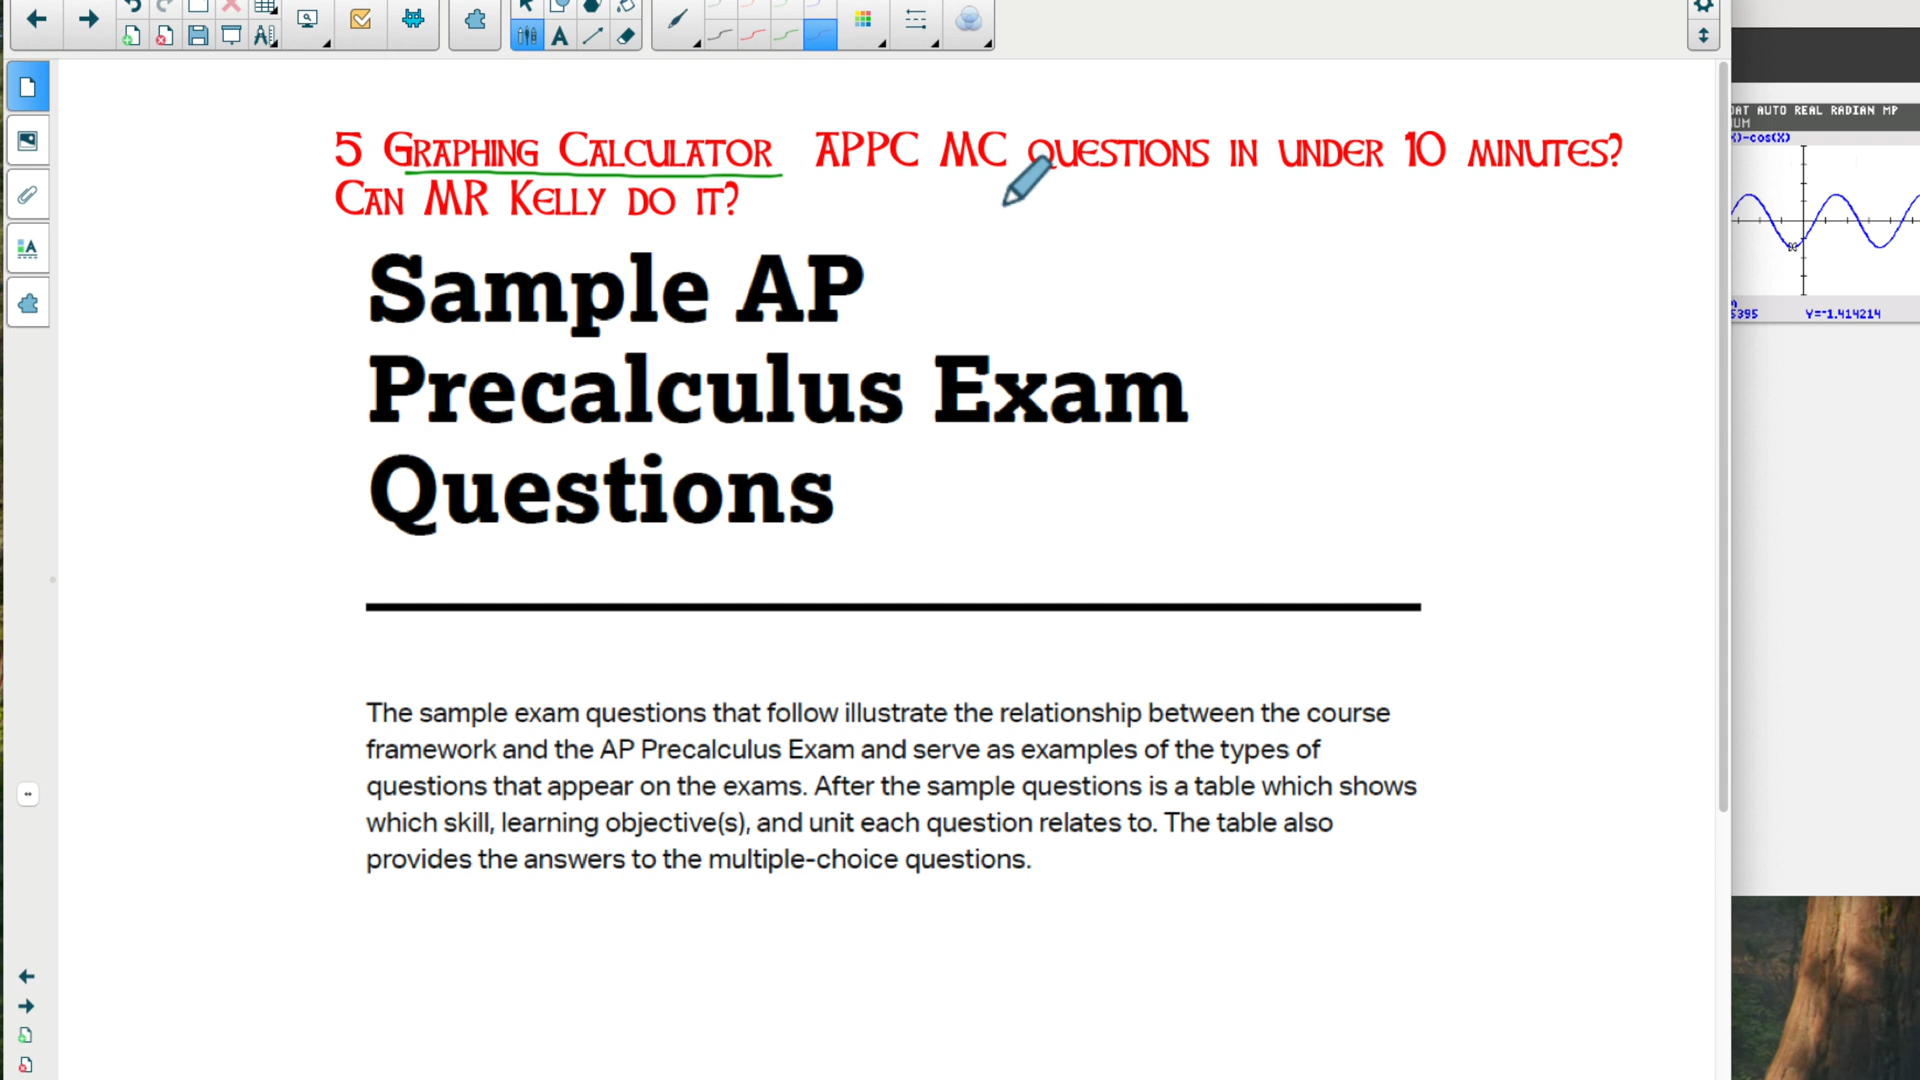 5 Graphing Calculator APPC MC questions in under 10 minutes?
Can MR Kelly do it?
Sample AP
Precalculus Exam
Questions
The sample exam questions that follow illustrate the relationship between the course
framework and the AP Precalculus Exam and serve as examples of the types of
questions that appear on the exams. After the sample questions is a table which shows
which skill, learning objective(s), and unit each question relates to. The table also
provides the answers to the multiple-choice questions.
AUTO REAL RADIAN MP
)-cos(X)
5395 Y=-1.414214